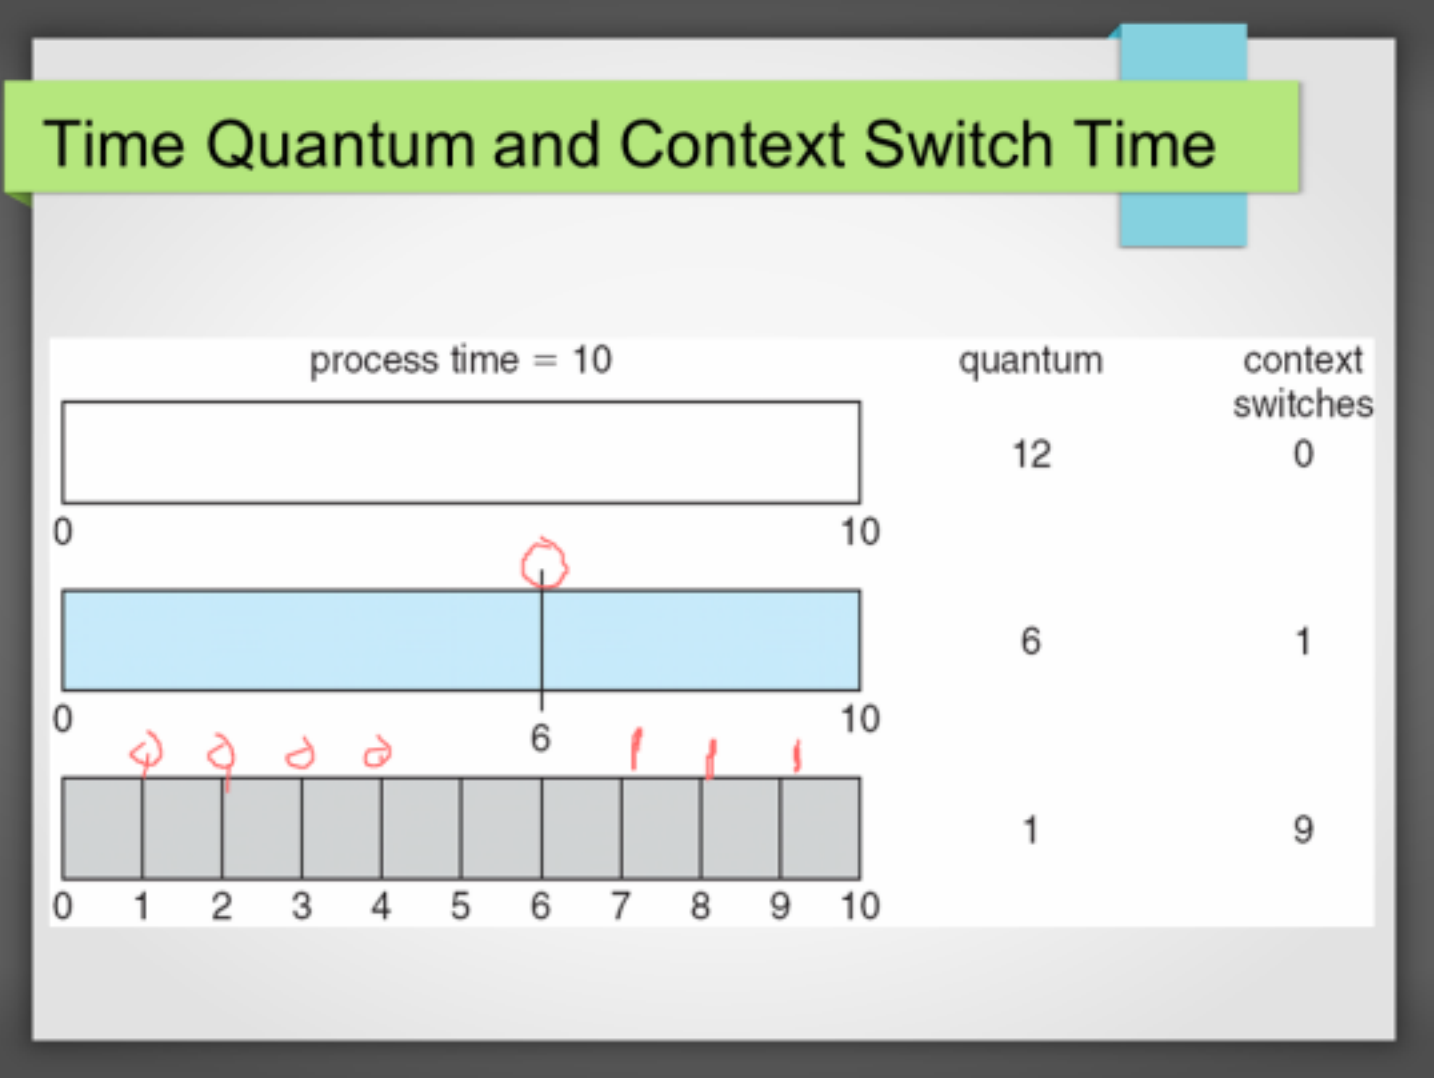 Time Quantum and Context Switch Time
process time = 10 quantum context
switches
12 0
0 10
6 1
0 6 10
1 9
0 1 2 3 4 5 6 7 8 9 10